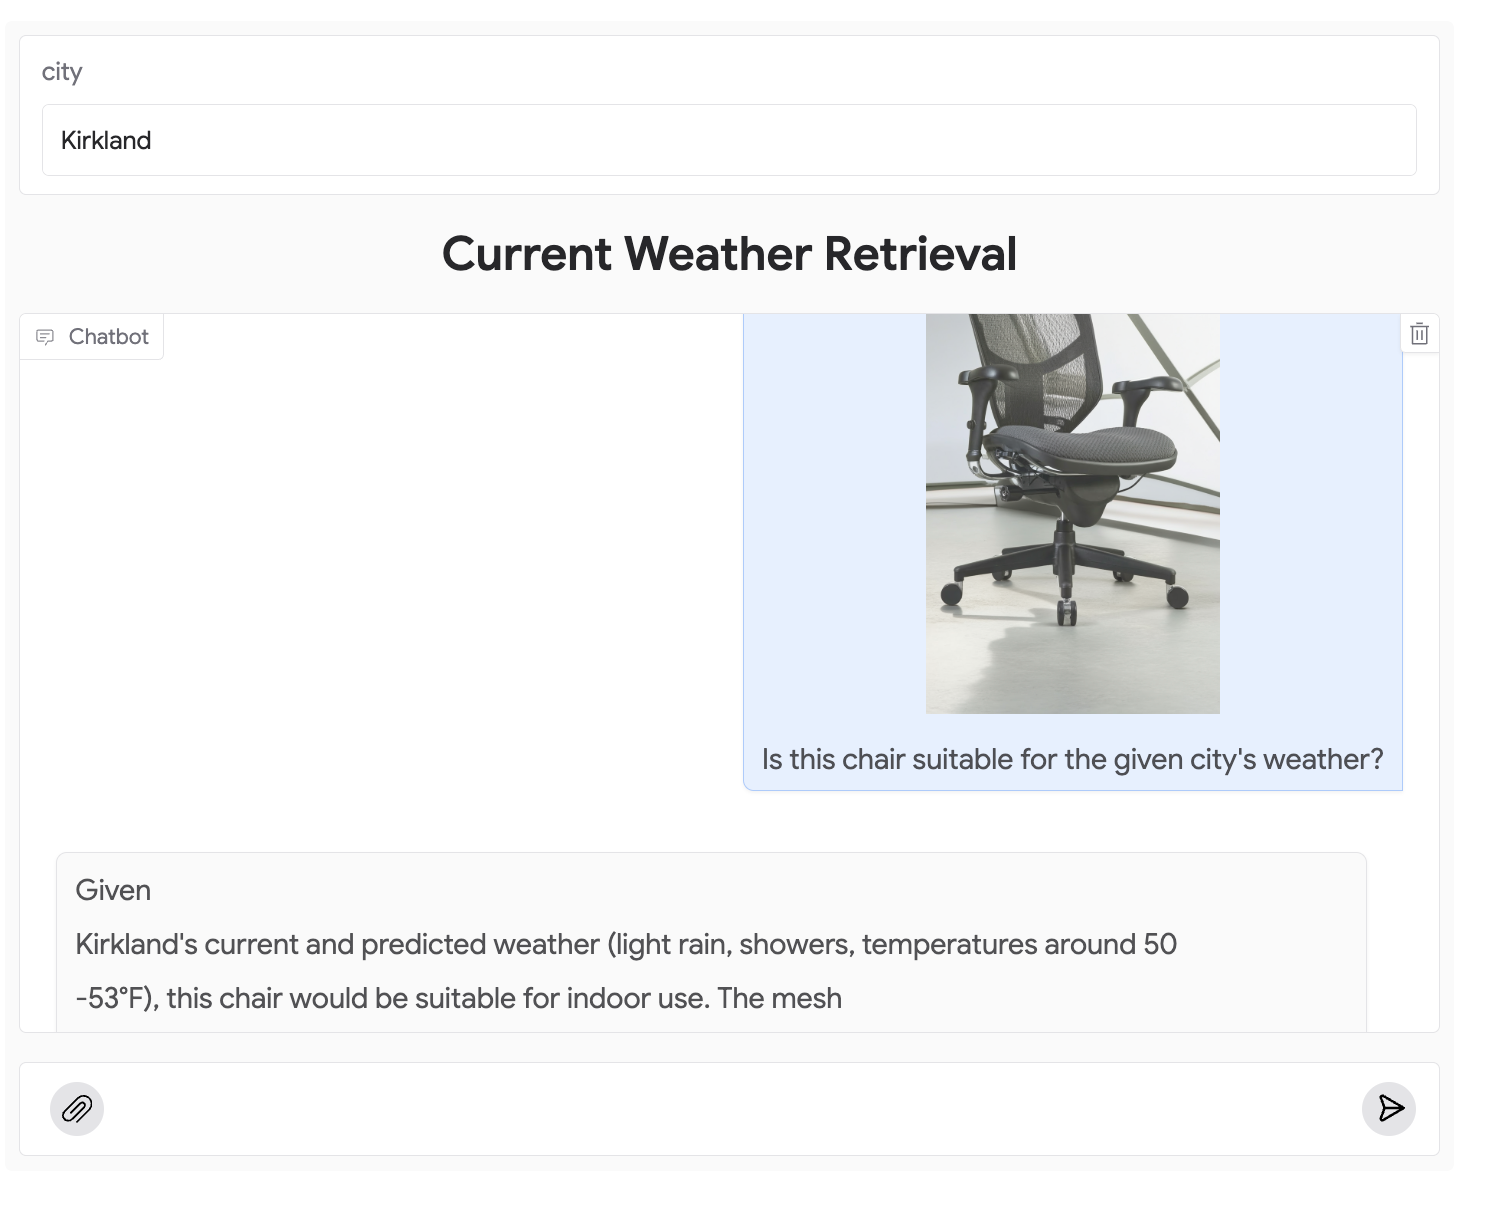 city
Kirkland
Current Weather Retrieval
Chatbot
Is this chair suitable for the given city's weather?
Given
Kirkland's current and predicted weather (light rain, showers, temperatures around 50
-53°F), this chair would be suitable for indoor use. The mesh